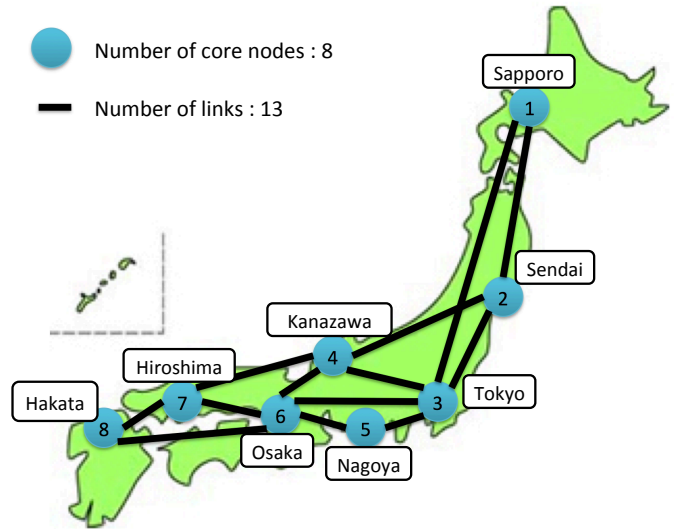 Number of core nodes : 8
Number of links : 13
Sapporo
1
Sendai
2
Kanazawa
4
Hiroshima
7
Tokyo
3
Hakata
8
6
Osaka
5
Nagoya